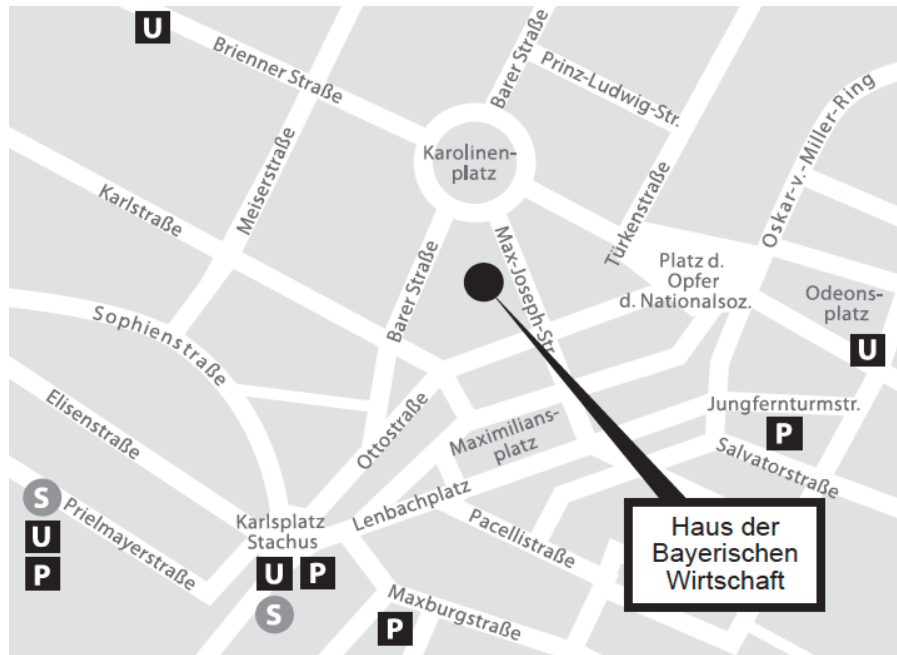 U
Brienner Straße
Barer Straße
Prinz-Ludwig-Str.
Meiserstraße
Karolinen-
platz
Oskar-v.-Miller-Ring
Karlstraße
Türkenstraße
Max-Joseph-Str.
Barer Straße
Platz d.
Opfer
d. Nationalsoz.
Odeons-
platz
U
Sophienstraße
Elisenstraße
Ottostraße
Maximilians-
platz
Jungfernturmstr.
P
Salvatorstraße
S
U
P
Prielmayerstraße
Karlsplatz
Stachus
U P
S
Lenbachplatz
Pacellistraße
Haus der
Bayerischen
Wirtschaft
Maxburgstraße
P